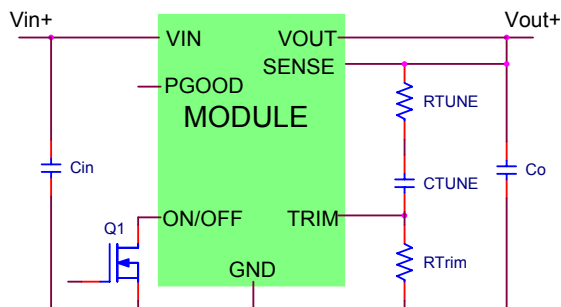 Vin+
Vout+
VIN
VOUT
SENSE
PGOOD
RTUNE
MODULE
Cin
CTUNE
Co
Q1
ON/OFF
TRIM
GND
RTrim